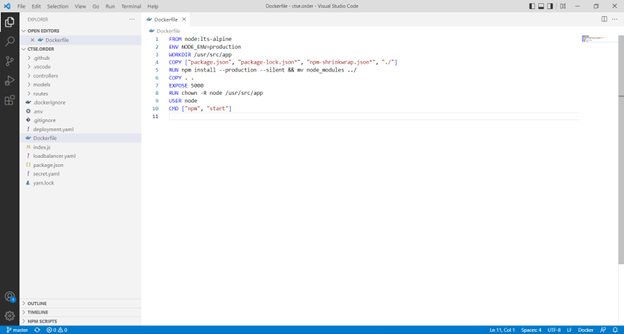 File Edit Selection View Go Run Terminal Help
Dockerfile - ctse.order - Visual Studio Code
EXPLORER
OPEN EDITORS
Dockerfile
CTSE.ORDER
.github
.vscode
controllers
models
routes
.dockerignore
.env
.gitignore
deployment.yaml
Dockerfile
index.js
loadbalancer.yaml
package.json
secret.yaml
yarn.lock
OUTLINE
TIMELINE
NPM SCRIPTS
Dockerfile
Dockerfile
1 FROM node:lts-alpine
2 ENV NODE_ENV=production
3 WORKDIR /usr/src/app
4 COPY ["package.json", "package-lock.json*", "npm-shrinkwrap.json*", "./"]
5 RUN npm install --production --silent && mv node_modules ../
6 COPY . .
7 EXPOSE 5000
8 RUN chown -R node /usr/src/app
9 USER node
10 CMD ["npm", "start"]
11
master 0 0
Ln 11, Col 1 Spaces: 4 UTF-8 LF Docker